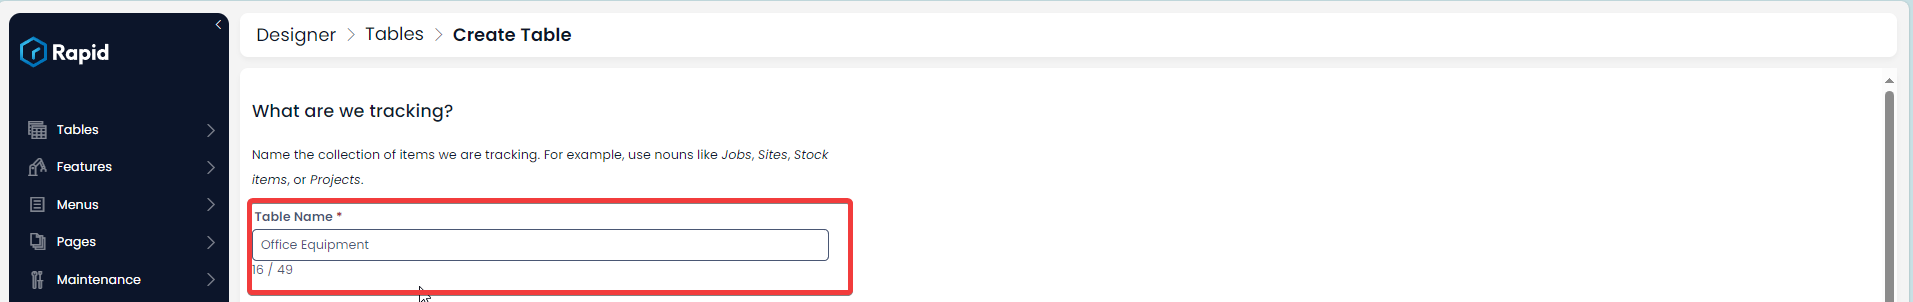 Rapid
Tables
Features
Menus
Pages
Maintenance
Designer > Tables > Create Table
What are we tracking?
Name the collection of items we are tracking. For example, use nouns like Jobs, Sites, Stock
items, or Projects.
Table Name *
Office Equipment
16 / 49